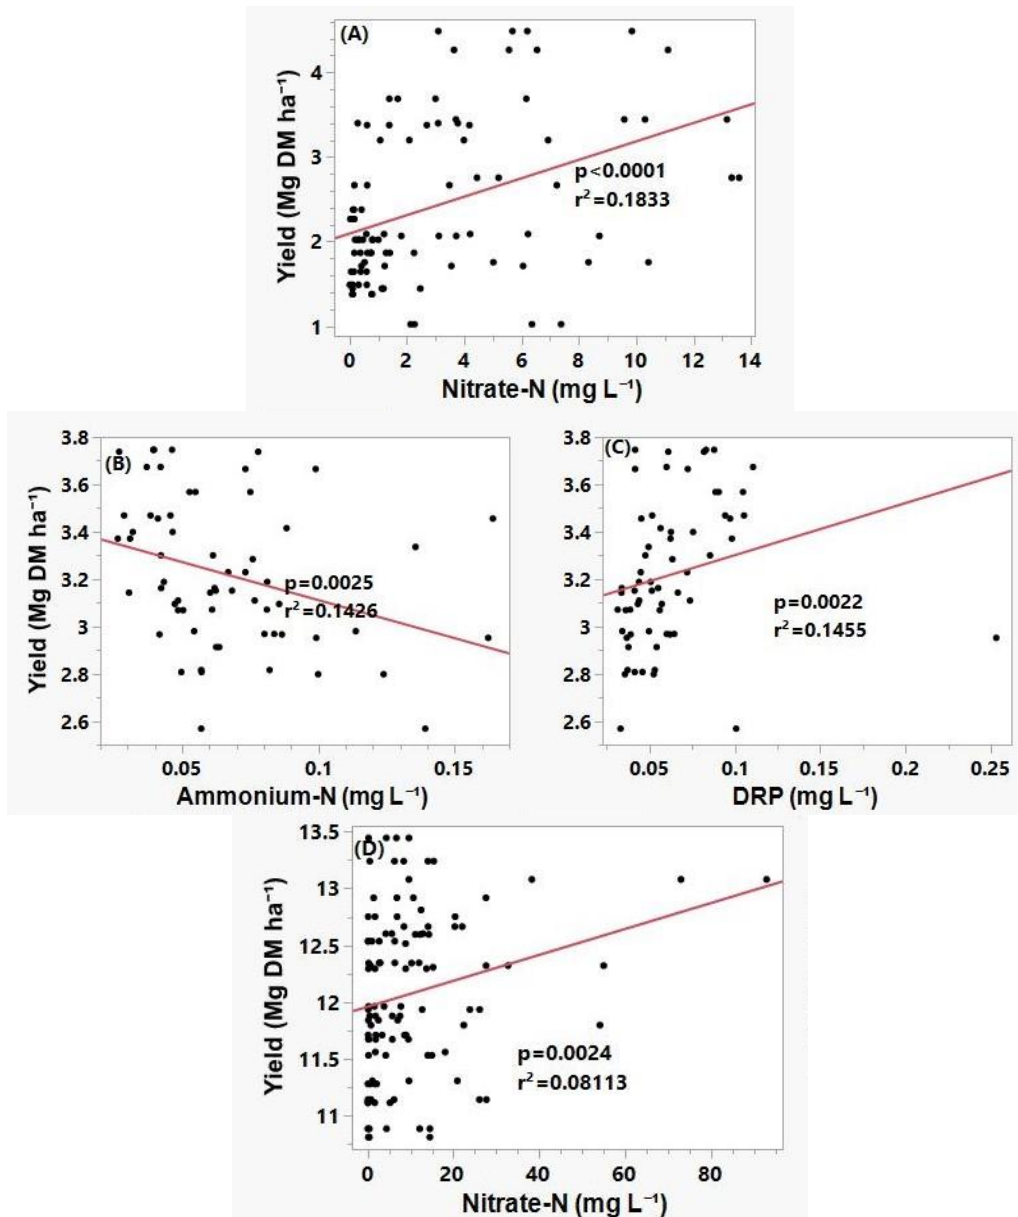 (A)
Yield (Mg DM ha⁻¹)
4
3
2
1
p<0.0001
r²=0.1833
0 2 4 6 8 10 12 14
Nitrate-N (mg L⁻¹)
(B)
Yield (Mg DM ha⁻¹)
3.8
3.6
3.4
3.2
3
2.8
2.6
p=0.0025
r²=0.1426
0.05 0.1 0.15
Ammonium-N (mg L⁻¹)
(C)
3.8
3.6
3.4
3.2
3
2.8
2.6
p=0.0022
r²=0.1455
0.05 0.1 0.15 0.2 0.25
DRP (mg L⁻¹)
(D)
Yield (Mg DM ha⁻¹)
13.5
13
12.5
12
11.5
11
p=0.0024
r²=0.08113
0 20 40 60 80
Nitrate-N (mg L⁻¹)